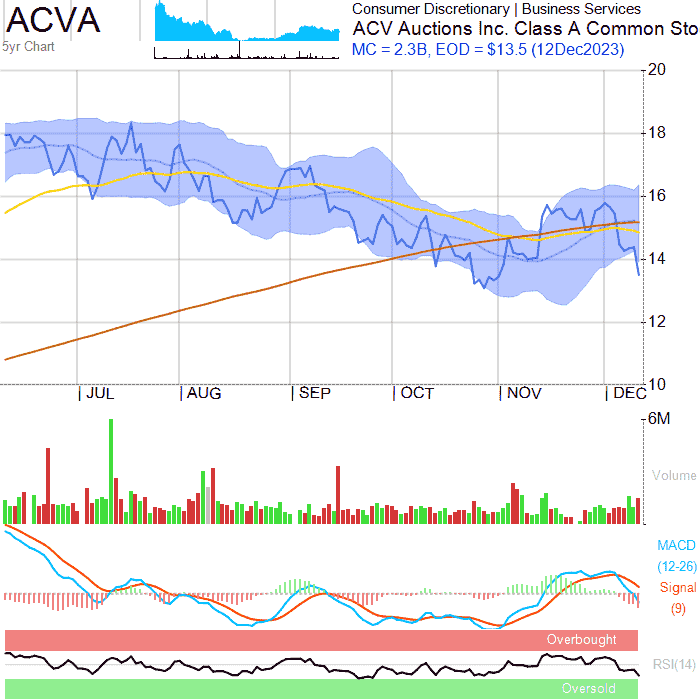 ACVA
5yr Chart
Consumer Discretionary | Business Services
ACV Auctions Inc. Class A Common Sto
MC = 2.3B, EOD = $13.5 (12Dec2023)
20
18
16
14
12
10
JUL AUG SEP OCT NOV DEC
6M
Volume
MACD
(12-26)
Signal
(9)
Overbought
RSI(14)
Oversold